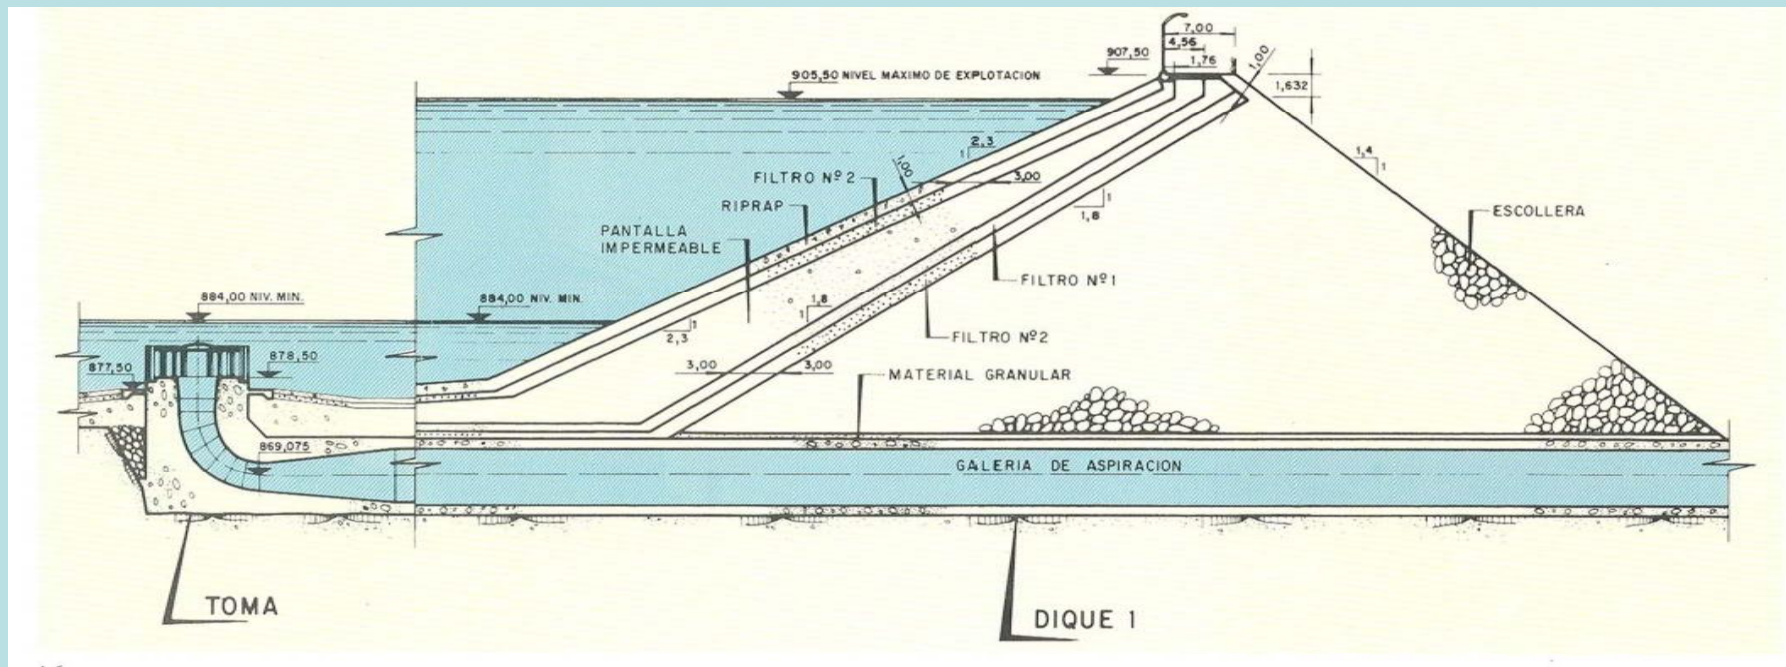 7,00
4,56
907,50
1,76
1,00
905,50 NIVEL MAXIMO DE EXPLOTACION
1,632
2,3
1
1,4
1
1,00
FILTRO Nº 2
3,00
RIPRAP
1
1,8
ESCOLLERA
PANTALLA
IMPERMEABLE
FILTRO Nº 1
884,00 NIV. MIN.
884,00 NIV. MIN.
1,8
1
1
2,3
FILTRO Nº 2
878,50
877,50
3,00
3,00
MATERIAL GRANULAR
869,075
GALERIA DE ASPIRACION
TOMA
DIQUE 1